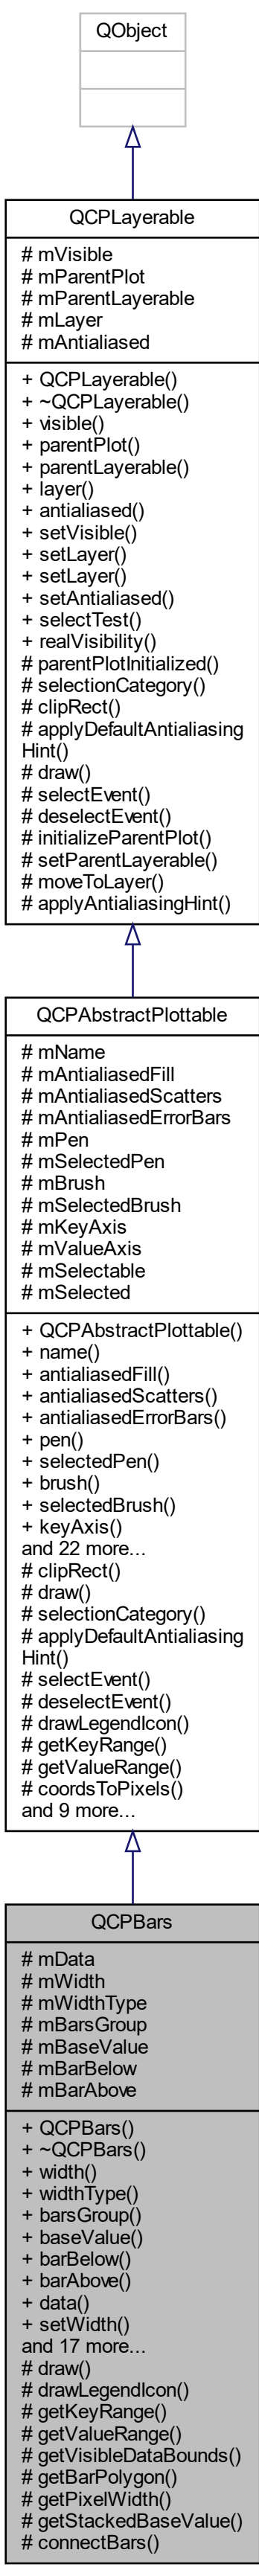 QObject
QCPLayerable
# mVisible
# mParentPlot
# mParentLayerable
# mLayer
# mAntialiased
+ QCPLayerable()
+ ~QCPLayerable()
+ visible()
+ parentPlot()
+ parentLayerable()
+ layer()
+ antialiased()
+ setVisible()
+ setLayer()
+ setLayer()
+ setAntialiased()
+ selectTest()
+ realVisibility()
# parentPlotInitialized()
# selectionCategory()
# clipRect()
# applyDefaultAntialiasing
Hint()
# draw()
# selectEvent()
# deselectEvent()
# initializeParentPlot()
# setParentLayerable()
# moveToLayer()
# applyAntialiasingHint()
QCPAbstractPlottable
# mName
# mAntialiasedFill
# mAntialiasedScatters
# mAntialiasedErrorBars
# mPen
# mSelectedPen
# mBrush
# mSelectedBrush
# mKeyAxis
# mValueAxis
# mSelectable
# mSelected
+ QCPAbstractPlottable()
+ name()
+ antialiasedFill()
+ antialiasedScatters()
+ antialiasedErrorBars()
+ pen()
+ selectedPen()
+ brush()
+ selectedBrush()
+ keyAxis()
and 22 more...
# clipRect()
# draw()
# selectionCategory()
# applyDefaultAntialiasing
Hint()
# selectEvent()
# deselectEvent()
# drawLegendIcon()
# getKeyRange()
# getValueRange()
# coordsToPixels()
and 9 more...
QCPBars
# mData
# mWidth
# mWidthType
# mBarsGroup
# mBaseValue
# mBarBelow
# mBarAbove
+ QCPBars()
+ ~QCPBars()
+ width()
+ widthType()
+ barsGroup()
+ baseValue()
+ barBelow()
+ barAbove()
+ data()
+ setWidth()
and 17 more...
# draw()
# drawLegendIcon()
# getKeyRange()
# getValueRange()
# getVisibleDataBounds()
# getBarPolygon()
# getPixelWidth()
# getStackedBaseValue()
# connectBars()